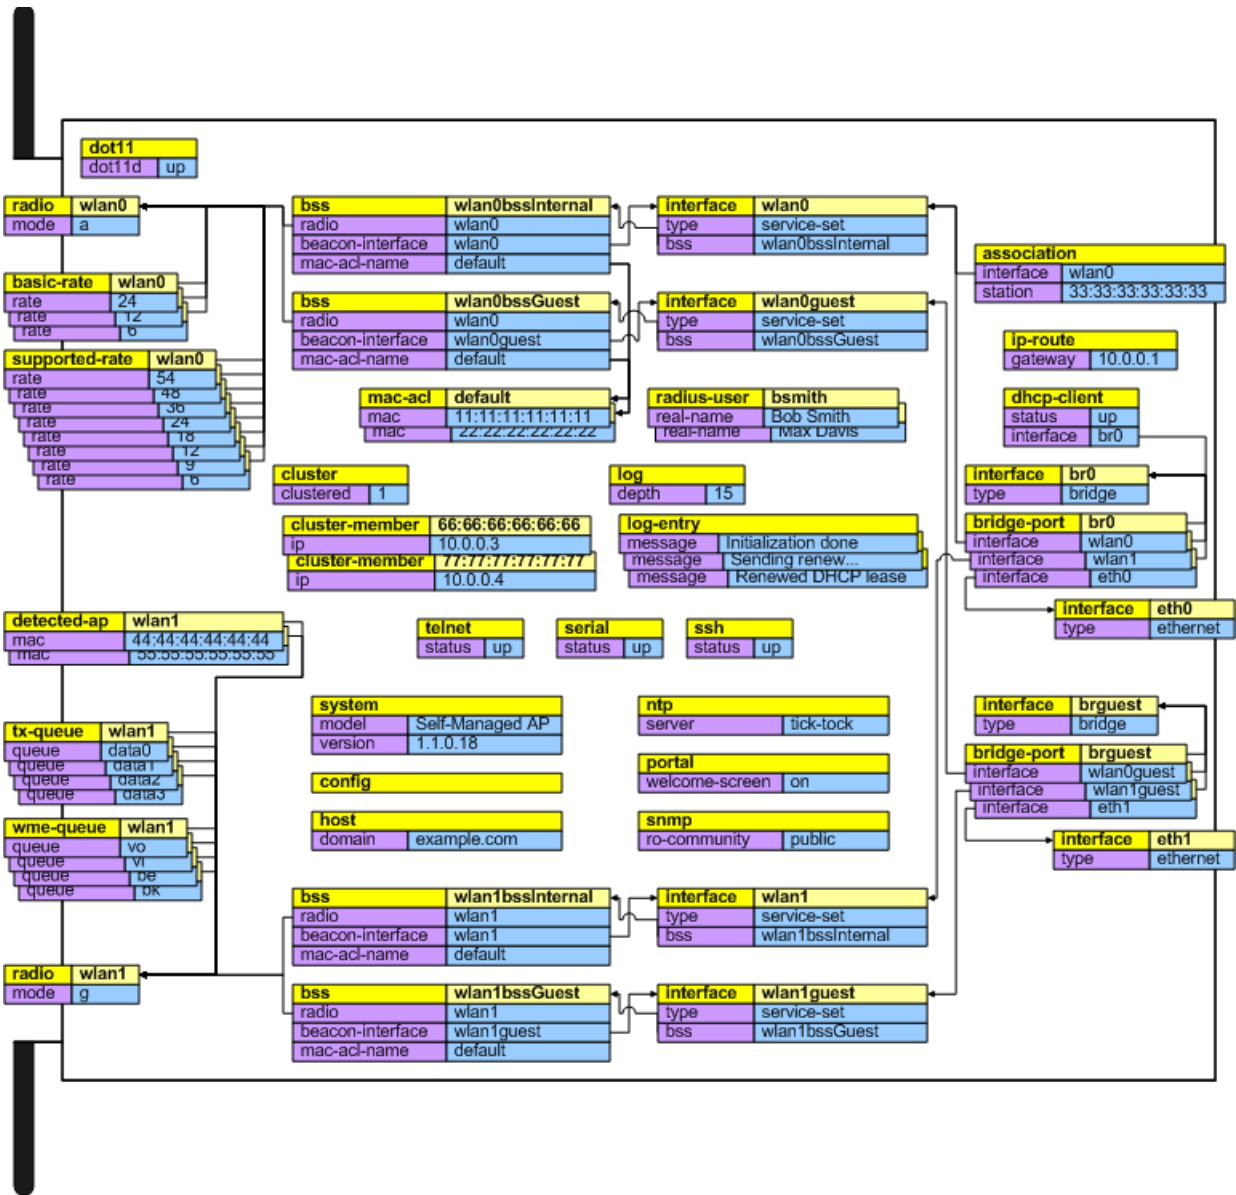 dot11
dot11d up
radio wlan0
mode a
basic-rate wlan0
rate 24
rate 12
rate 6
supported-rate wlan0
rate 54
rate 48
rate 36
rate 24
rate 18
rate 12
rate 9
rate 6
bss wlan0bssInternal
radio wlan0
beacon-interface wlan0
mac-acl-name default
bss wlan0bssGuest
radio wlan0
beacon-interface wlan0guest
mac-acl-name default
interface wlan0
type service-set
bss wlan0bssInternal
interface wlan0guest
type service-set
bss wlan0bssGuest
association
interface wlan0
station 33:33:33:33:33:33
ip-route
gateway 10.0.0.1
mac-acl default
mac 11:11:11:11:11:11
mac 22:22:22:22:22:22
radius-user bsmith
real-name Bob Smith
real-name Max Davis
dhcp-client
status up
interface br0
cluster
clustered 1
log
depth 15
interface br0
type bridge
cluster-member 66:66:66:66:66:66
ip 10.0.0.3
cluster-member 77:77:77:77:77:77
ip 10.0.0.4
log-entry
message Initialization done
message Sending renew...
message Renewed DHCP lease
bridge-port br0
interface wlan0
interface wlan1
interface eth0
interface eth0
type ethernet
detected-ap wlan1
mac 44:44:44:44:44:44
mac 55:55:55:55:55:55
telnet
status up
serial
status up
ssh
status up
system
model Self-Managed AP
version 1.1.0.18
ntp
server tick-tock
interface brguest
type bridge
tx-queue wlan1
queue data0
queue data1
queue data2
queue data3
config
portal
welcome-screen on
bridge-port brguest
interface wlan0guest
interface wlan1guest
interface eth1
wme-queue wlan1
queue vo
queue vi
queue be
queue bk
host
domain example.com
snmp
ro-community public
interface eth1
type ethernet
bss wlan1bssInternal
radio wlan1
beacon-interface wlan1
mac-acl-name default
interface wlan1
type service-set
bss wlan1bssInternal
radio wlan1
mode g
bss wlan1bssGuest
radio wlan1
beacon-interface wlan1guest
mac-acl-name default
interface wlan1guest
type service-set
bss wlan1bssGuest